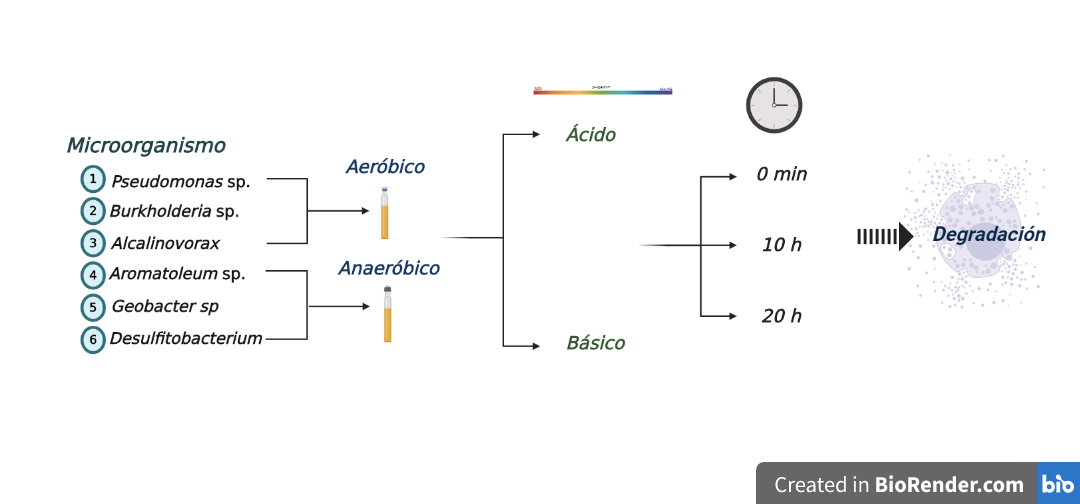 Microorganismo
1 Pseudomonas sp.
2 Burkholderia sp.
3 Alcalinovorax
4 Aromatoleum sp.
5 Geobacter sp
6 Desulfitobacterium
Aeróbico
Anaeróbico
Ácido
Básico
0 min
10 h
20 h
Degradación
Created in BioRender.com bio